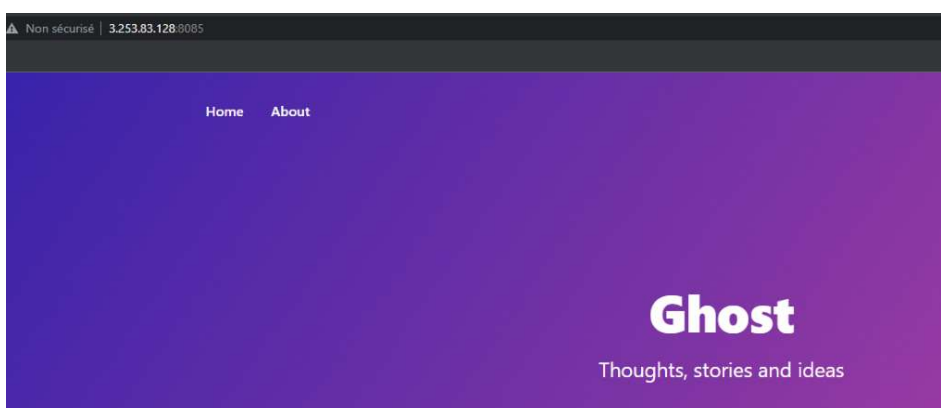 Non sécurisé | 3.253.83.128:8085
Home About
Ghost
Thoughts, stories and ideas